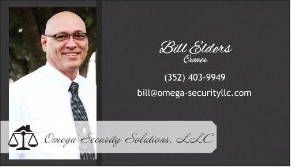 Bill Elders
Owner
(352) 403-9949
bill@omega-securityllc.com
Omega Security Solutions, LLC